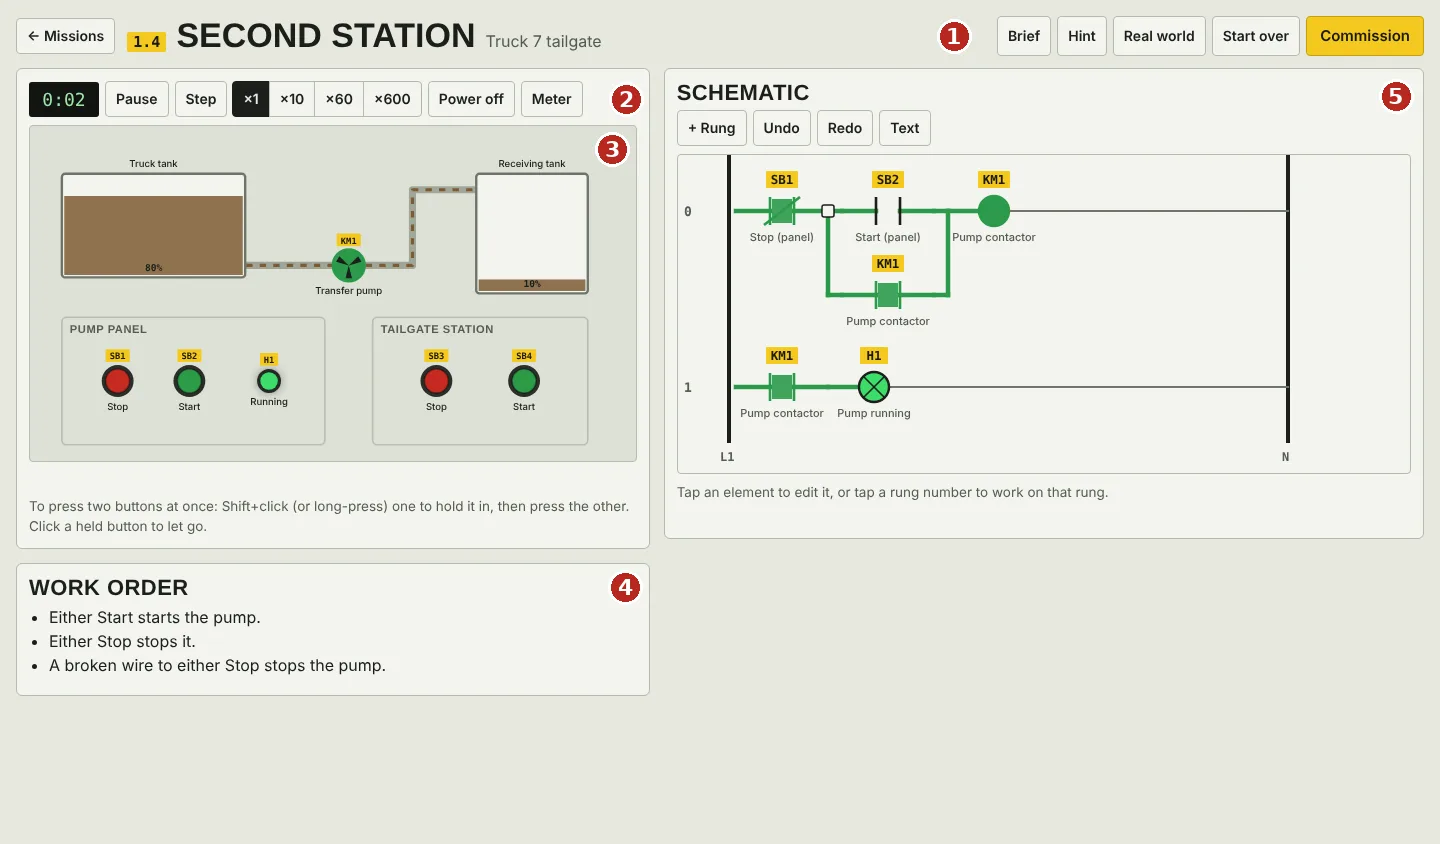 ← Missions
1.4 SECOND STATION Truck 7 tailgate
1
Brief Hint Real world Start over Commission
0:02 Pause Step ×1 ×10 ×60 ×600 Power off Meter
2
3
Truck tank
Receiving tank
80%
KM1
Transfer pump
10%
PUMP PANEL
SB1 SB2 H1
Stop Start Running
TAILGATE STATION
SB3 SB4
Stop Start
To press two buttons at once: Shift+click (or long-press) one to hold it in, then press the other.
Click a held button to let go.
WORK ORDER
4
• Either Start starts the pump.
• Either Stop stops it.
• A broken wire to either Stop stops the pump.
SCHEMATIC
5
+ Rung Undo Redo Text
SB1 SB2 KM1
0
Stop (panel) Start (panel) Pump contactor
KM1
Pump contactor
KM1 H1
1
Pump contactor Pump running
L1 N
Tap an element to edit it, or tap a rung number to work on that rung.